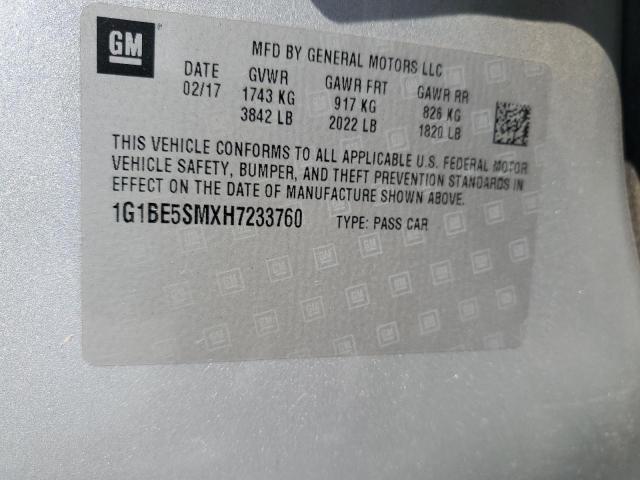 GM
MFD BY GENERAL MOTORS LLC
DATE GVWR GAWR FRT GAWR RR
02/17 1743 KG 917 KG 826 KG
3842 LB 2022 LB 1820 LB
THIS VEHICLE CONFORMS TO ALL APPLICABLE U.S. FEDERAL MOTOR
VEHICLE SAFETY, BUMPER, AND THEFT PREVENTION STANDARDS IN
EFFECT ON THE DATE OF MANUFACTURE SHOWN ABOVE.
1G1BE5SMXH7233760 TYPE: PASS CAR